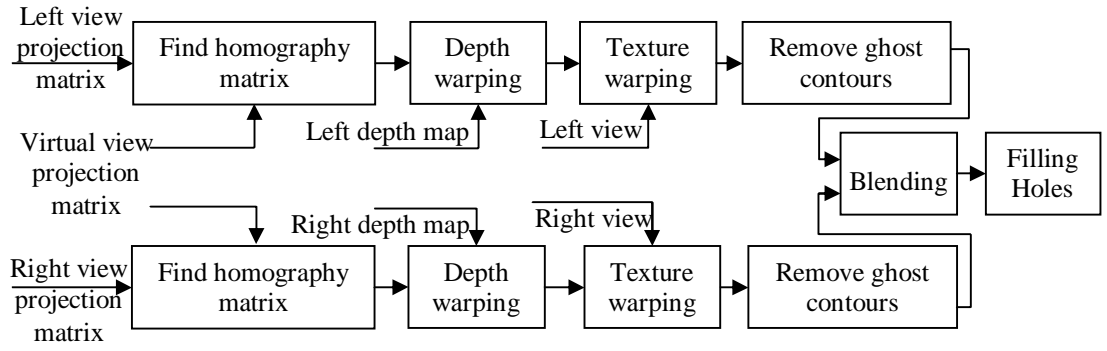 Left view
projection
matrix
Find homography
matrix
Depth
warping
Texture
warping
Remove ghost
contours
Left depth map
Left view
Virtual view
projection
matrix
Blending
Filling
Holes
Right depth map
Right view
Right view
projection
matrix
Find homography
matrix
Depth
warping
Texture
warping
Remove ghost
contours